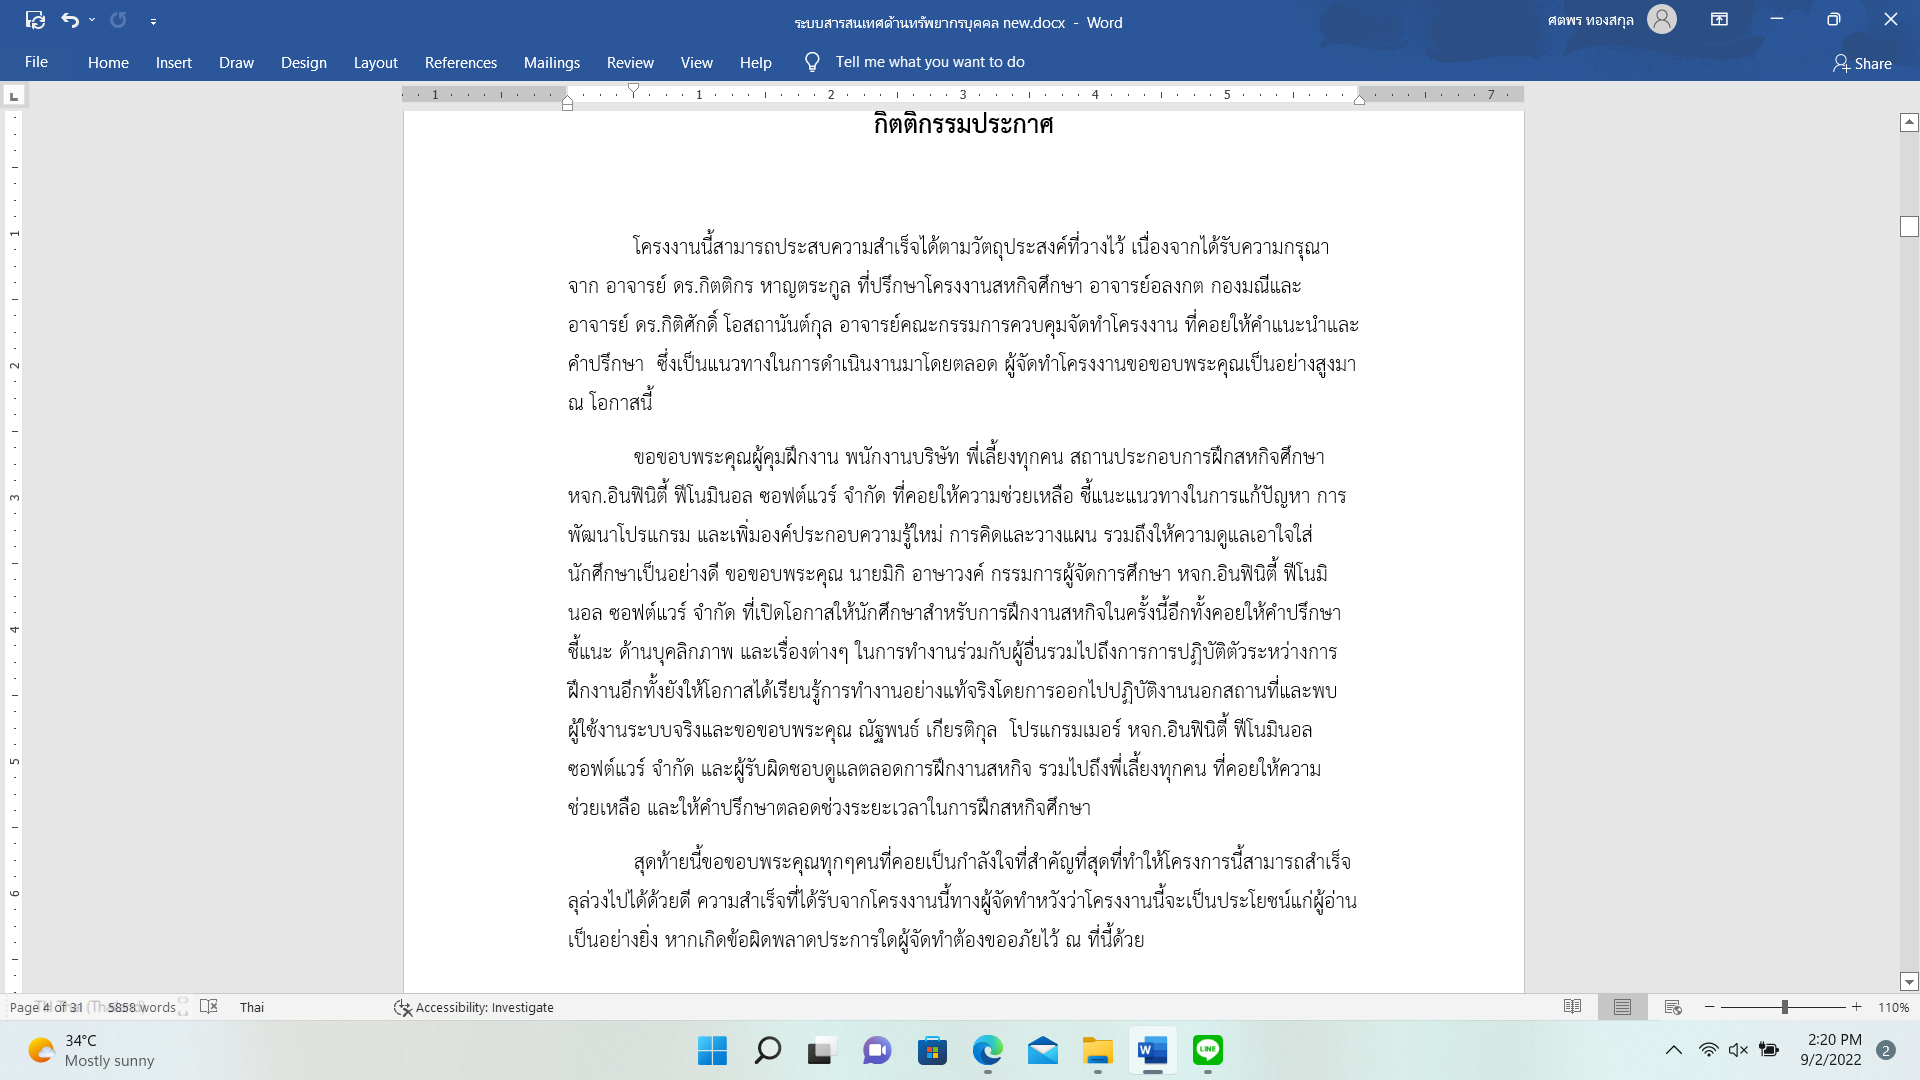 ระบบสารสนเทศด้านทรัพยากรบุคคล new.docx - Word
ศตพร ทองสกุล
File Home Insert Draw Design Layout References Mailings Review View Help Tell me what you want to do Share
1 1 2 3 4 5 7
กิตติกรรมประกาศ
โครงงานนี้สามารถประสบความสำเร็จได้ตามวัตถุประสงค์ที่วางไว้ เนื่องจากได้รับความกรุณา
จาก อาจารย์ ดร.กิตติกร หาญตระกูล ที่ปรึกษาโครงงานสหกิจศึกษา อาจารย์อลงกต กองมณีและ
อาจารย์ ดร.กิติศักดิ์ โอสถานันต์กุล อาจารย์คณะกรรมการควบคุมจัดทำโครงงาน ที่คอยให้คำแนะนำและ
คำปรึกษา  ซึ่งเป็นแนวทางในการดำเนินงานมาโดยตลอด ผู้จัดทำโครงงานขอขอบพระคุณเป็นอย่างสูงมา
ณ โอกาสนี้
ขอขอบพระคุณผู้คุมฝึกงาน พนักงานบริษัท พี่เลี้ยงทุกคน สถานประกอบการฝึกสหกิจศึกษา
หจก.อินฟินิตี้ ฟีโนมินอล ซอฟต์แวร์ จำกัด ที่คอยให้ความช่วยเหลือ ชี้แนะแนวทางในการแก้ปัญหา การ
พัฒนาโปรแกรม และเพิ่มองค์ประกอบความรู้ใหม่ การคิดและวางแผน รวมถึงให้ความดูแลเอาใจใส่
นักศึกษาเป็นอย่างดี ขอขอบพระคุณ นายมิกิ อาษาวงค์ กรรมการผู้จัดการศึกษา หจก.อินฟินิตี้ ฟีโนมิ
นอล ซอฟต์แวร์ จำกัด ที่เปิดโอกาสให้นักศึกษาสำหรับการฝึกงานสหกิจในครั้งนี้อีกทั้งคอยให้คำปรึกษา
ชี้แนะ ด้านบุคลิกภาพ และเรื่องต่างๆ ในการทำงานร่วมกับผู้อื่นรวมไปถึงการการปฏิบัติตัวระหว่างการ
ฝึกงานอีกทั้งยังให้โอกาสได้เรียนรู้การทำงานอย่างแท้จริงโดยการออกไปปฏิบัติงานนอกสถานที่และพบ
ผู้ใช้งานระบบจริงและขอขอบพระคุณ ณัฐพนธ์ เกียรติกุล  โปรแกรมเมอร์ หจก.อินฟินิตี้ ฟีโนมินอล
ซอฟต์แวร์ จำกัด และผู้รับผิดชอบดูแลตลอดการฝึกงานสหกิจ รวมไปถึงพี่เลี้ยงทุกคน ที่คอยให้ความ
ช่วยเหลือ และให้คำปรึกษาตลอดช่วงระยะเวลาในการฝึกสหกิจศึกษา
สุดท้ายนี้ขอขอบพระคุณทุกๆคนที่คอยเป็นกำลังใจที่สำคัญที่สุดที่ทำให้โครงการนี้สามารถสำเร็จ
ลุล่วงไปได้ด้วยดี ความสำเร็จที่ได้รับจากโครงงานนี้ทางผู้จัดทำหวังว่าโครงงานนี้จะเป็นประโยชน์แก่ผู้อ่าน
เป็นอย่างยิ่ง หากเกิดข้อผิดพลาดประการใดผู้จัดทำต้องขออภัยไว้ ณ ที่นี้ด้วย
1
2
3
4
5
6
Page 4 of 31 5858 words Thai Accessibility: Investigate 110%
34°C
Mostly sunny
LINE
2:20 PM
9/2/2022
2